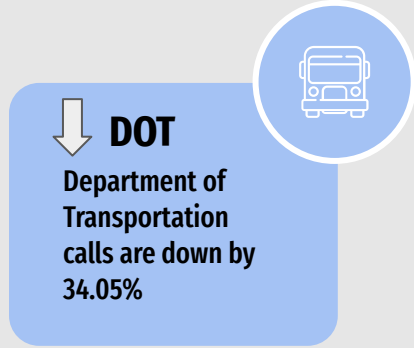 DOT
Department of
Transportation
calls are down by
34.05%